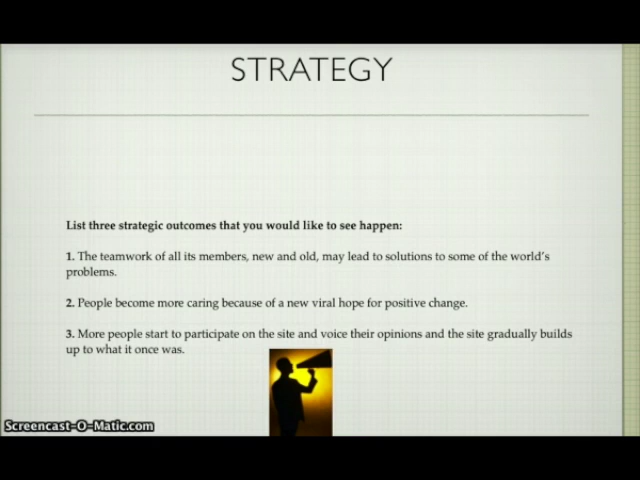 STRATEGY
List three strategic outcomes that you would like to see happen:
1. The teamwork of all its members, new and old, may lead to solutions to some of the world's
problems.
2. People become more caring because of a new viral hope for positive change.
3. More people start to participate on the site and voice their opinions and the site gradually builds
up to what it once was.
Screencast-O-Matic.com